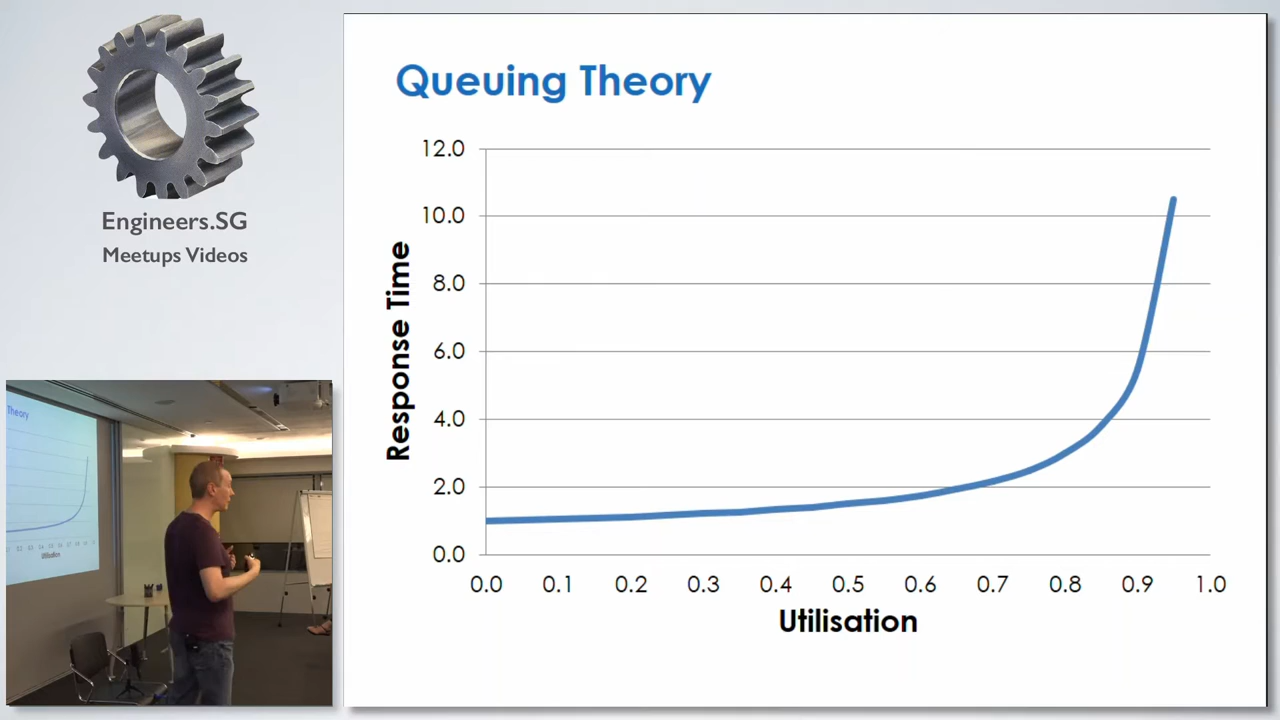 Engineers.SG
Meetups Videos
Queuing Theory
12.0
10.0
8.0
6.0
4.0
2.0
0.0
Response Time
0.0 0.1 0.2 0.3 0.4 0.5 0.6 0.7 0.8 0.9 1.0
Utilisation
Theory
Utilisation